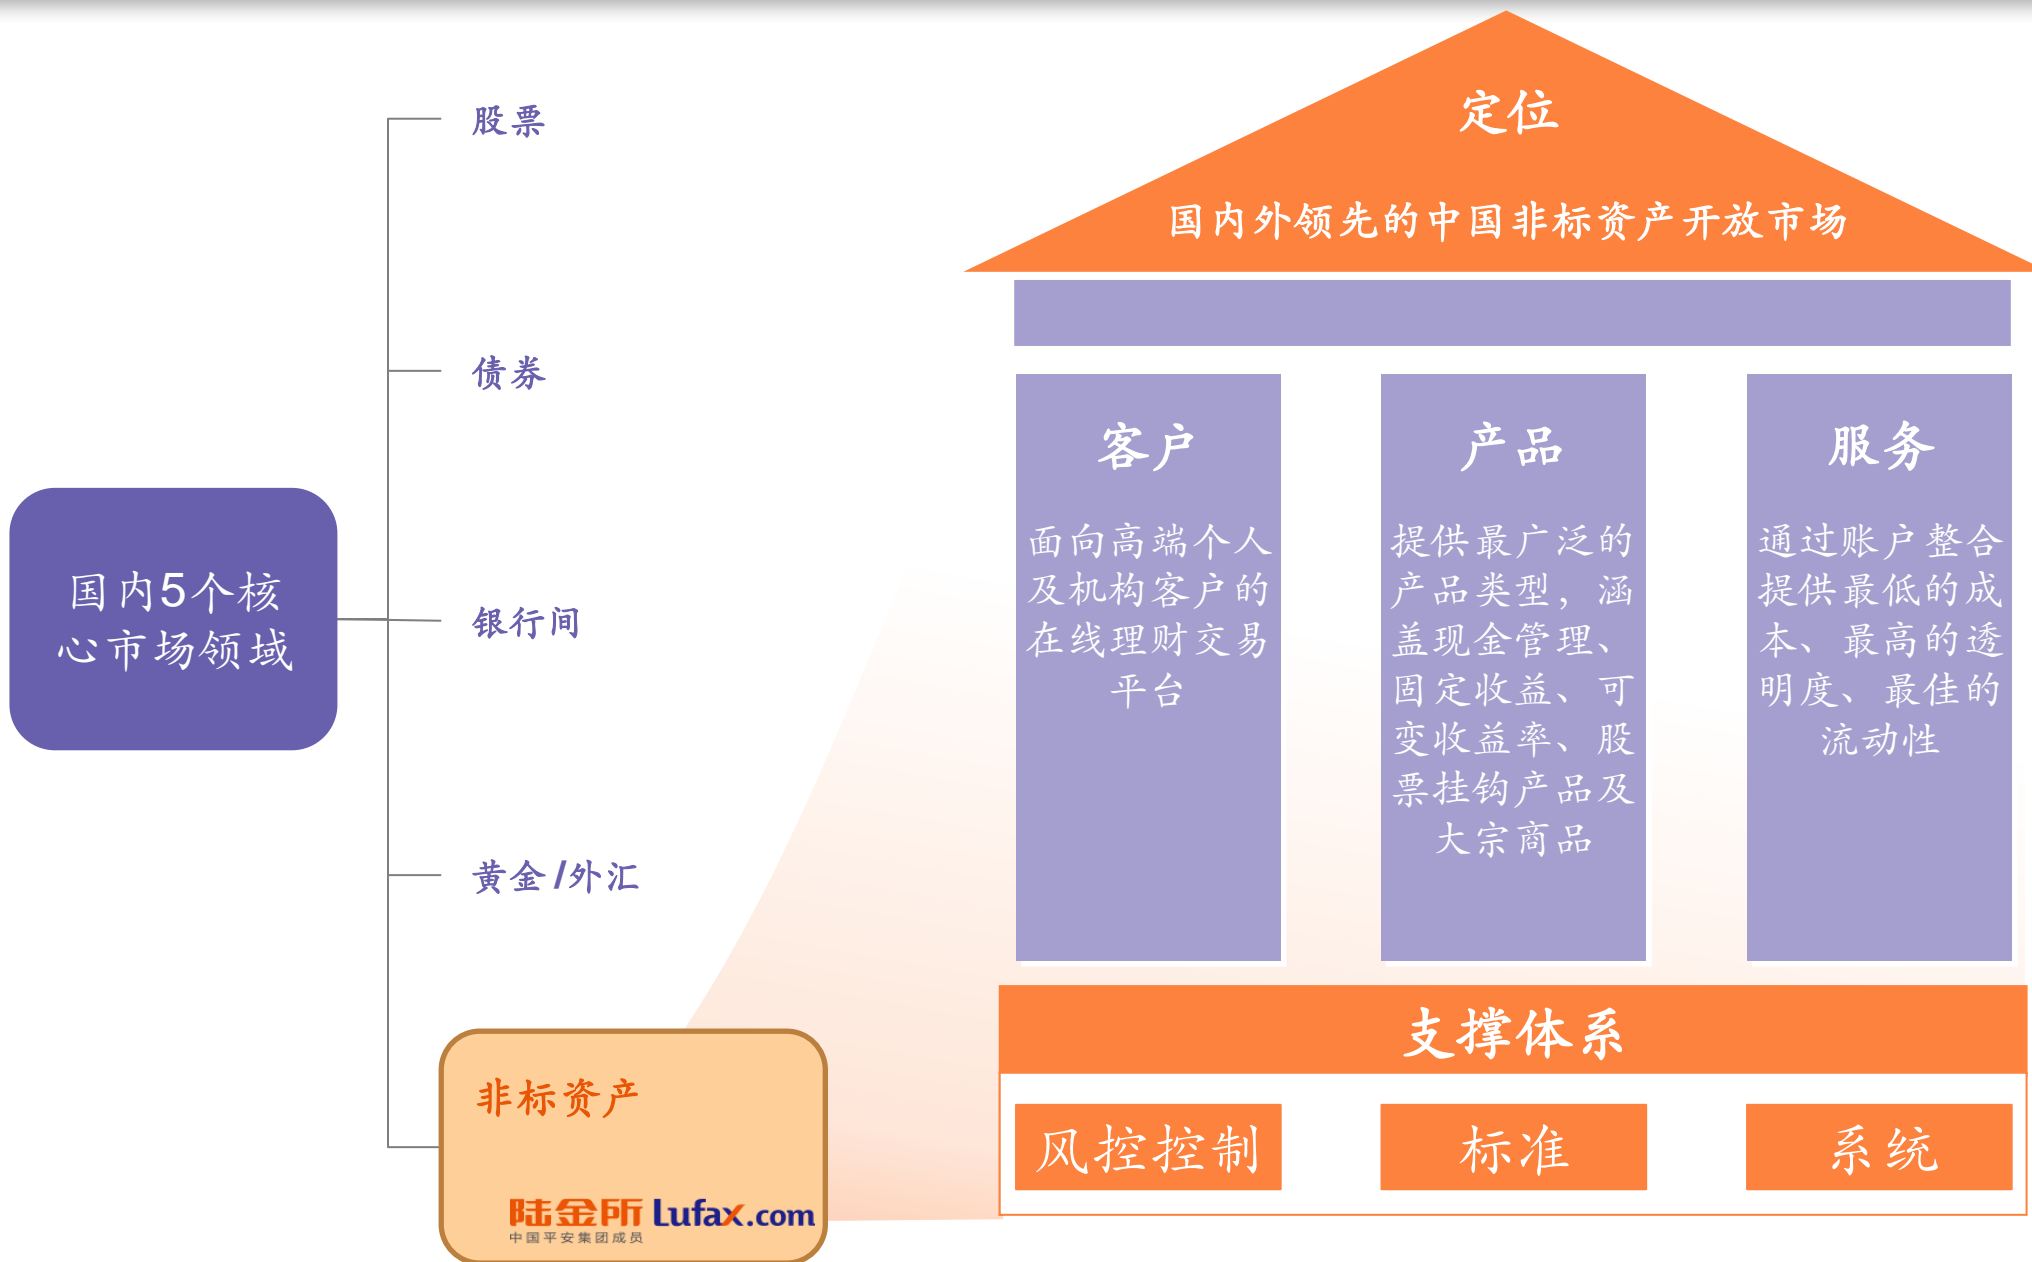 国内5个核
心市场领域
股票
债券
银行间
黄金/外汇
非标资产
陆金所 Lufax.com
中国平安集团成员
定位
国内外领先的中国非标资产开放市场
客户
面向高端个人
及机构客户的
在线理财交易
平台
产品
提供最广泛的
产品类型，涵
盖现金管理、
固定收益、可
变收益率、股
票挂钩产品及
大宗商品
服务
通过账户整合
提供最低的成
本、最高的透
明度、最佳的
流动性
支撑体系
风控控制
标准
系统